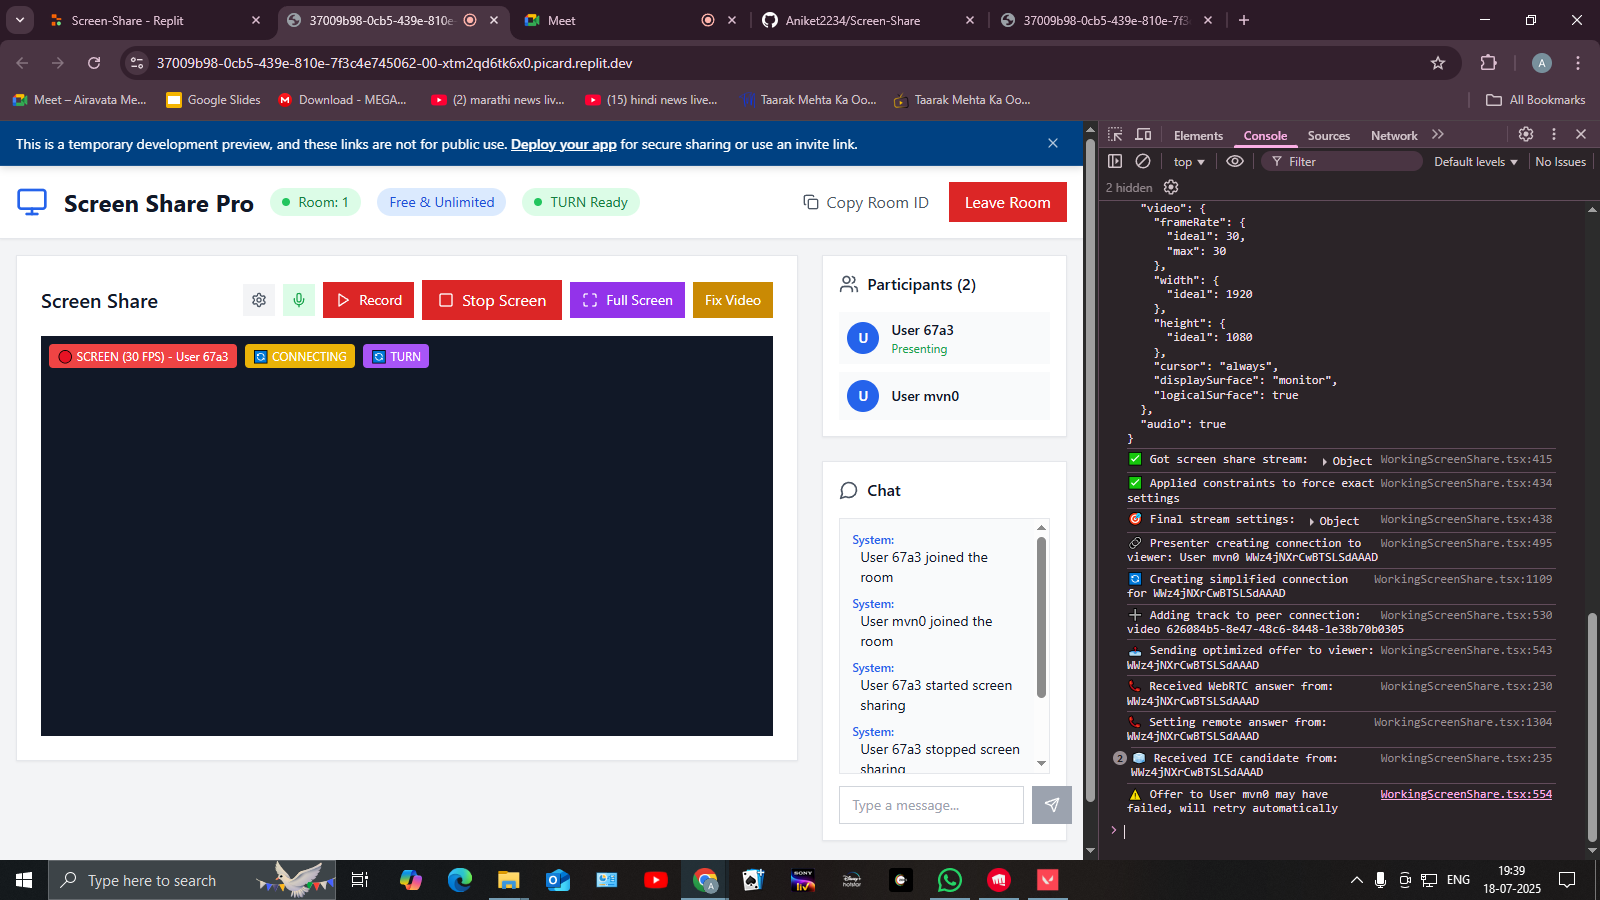 Screen-Share - Replit
37009b98-0cb5-439e-810e-
Meet
Aniket2234/Screen-Share
37009b98-0cb5-439e-810e-7f3
37009b98-0cb5-439e-810e-7f3c4e745062-00-xtm2qd6tk6x0.picard.replit.dev
A
Meet – Airavata Me...
Google Slides
Download - MEGA...
(2) marathi news liv...
(15) hindi news live...
Taarak Mehta Ka Oo...
Taarak Mehta Ka Oo...
All Bookmarks
This is a temporary development preview, and these links are not for public use. Deploy your app for secure sharing or use an invite link.
Screen Share Pro
Room: 1
Free & Unlimited
TURN Ready
Copy Room ID
Leave Room
Screen Share
Record
Stop Screen
Full Screen
Fix Video
SCREEN (30 FPS) - User 67a3
CONNECTING
TURN
Participants (2)
U
User 67a3
Presenting
U
User mvn0
Chat
System:
User 67a3 joined the
room
System:
User mvn0 joined the
room
System:
User 67a3 started screen
sharing
System:
User 67a3 stopped screen
sharing
Type a message...
Elements
Console
Sources
Network
top
Filter
Default levels
No Issues
2 hidden
"video": {
"frameRate": {
"ideal": 30,
"max": 30
},
"width": {
"ideal": 1920
},
"height": {
"ideal": 1080
},
"cursor": "always",
"displaySurface": "monitor",
"logicalSurface": true
},
"audio": true
}
Got screen share stream: Object WorkingScreenShare.tsx:415
Applied constraints to force exact WorkingScreenShare.tsx:434
settings
Final stream settings: Object WorkingScreenShare.tsx:438
Presenter creating connection to WorkingScreenShare.tsx:495
viewer: User mvn0 WWz4jNXrCwBTSLSdAAAD
Creating simplified connection WorkingScreenShare.tsx:1109
for WWz4jNXrCwBTSLSdAAAD
Adding track to peer connection: WorkingScreenShare.tsx:530
video 626084b5-8e47-48c6-8448-1e38b70b0305
Sending optimized offer to viewer: WorkingScreenShare.tsx:543
WWz4jNXrCwBTSLSdAAAD
Received WebRTC answer from: WorkingScreenShare.tsx:230
WWz4jNXrCwBTSLSdAAAD
Setting remote answer from: WorkingScreenShare.tsx:1304
WWz4jNXrCwBTSLSdAAAD
2 Received ICE candidate from: WorkingScreenShare.tsx:235
WWz4jNXrCwBTSLSdAAAD
Offer to User mvn0 may have WorkingScreenShare.tsx:554
failed, will retry automatically
Type here to search
ENG
19:39
18-07-2025